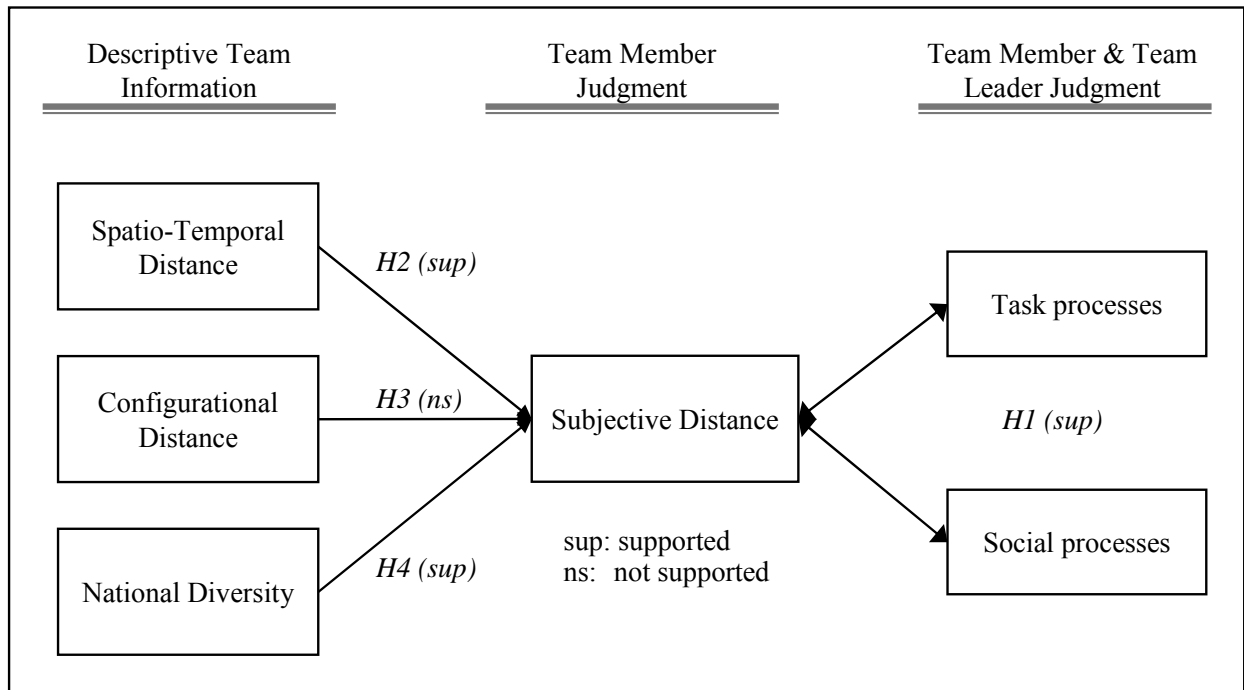 Descriptive Team
Information
Team Member
Judgment
Team Member & Team
Leader Judgment
Spatio-Temporal
Distance
H2 (sup)
Task processes
Configurational
Distance
H3 (ns)
Subjective Distance
H1 (sup)
National Diversity
H4 (sup)
sup: supported
ns: not supported
Social processes